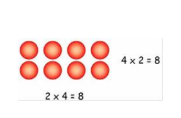 4 x 2 = 8
2 x 4 = 8